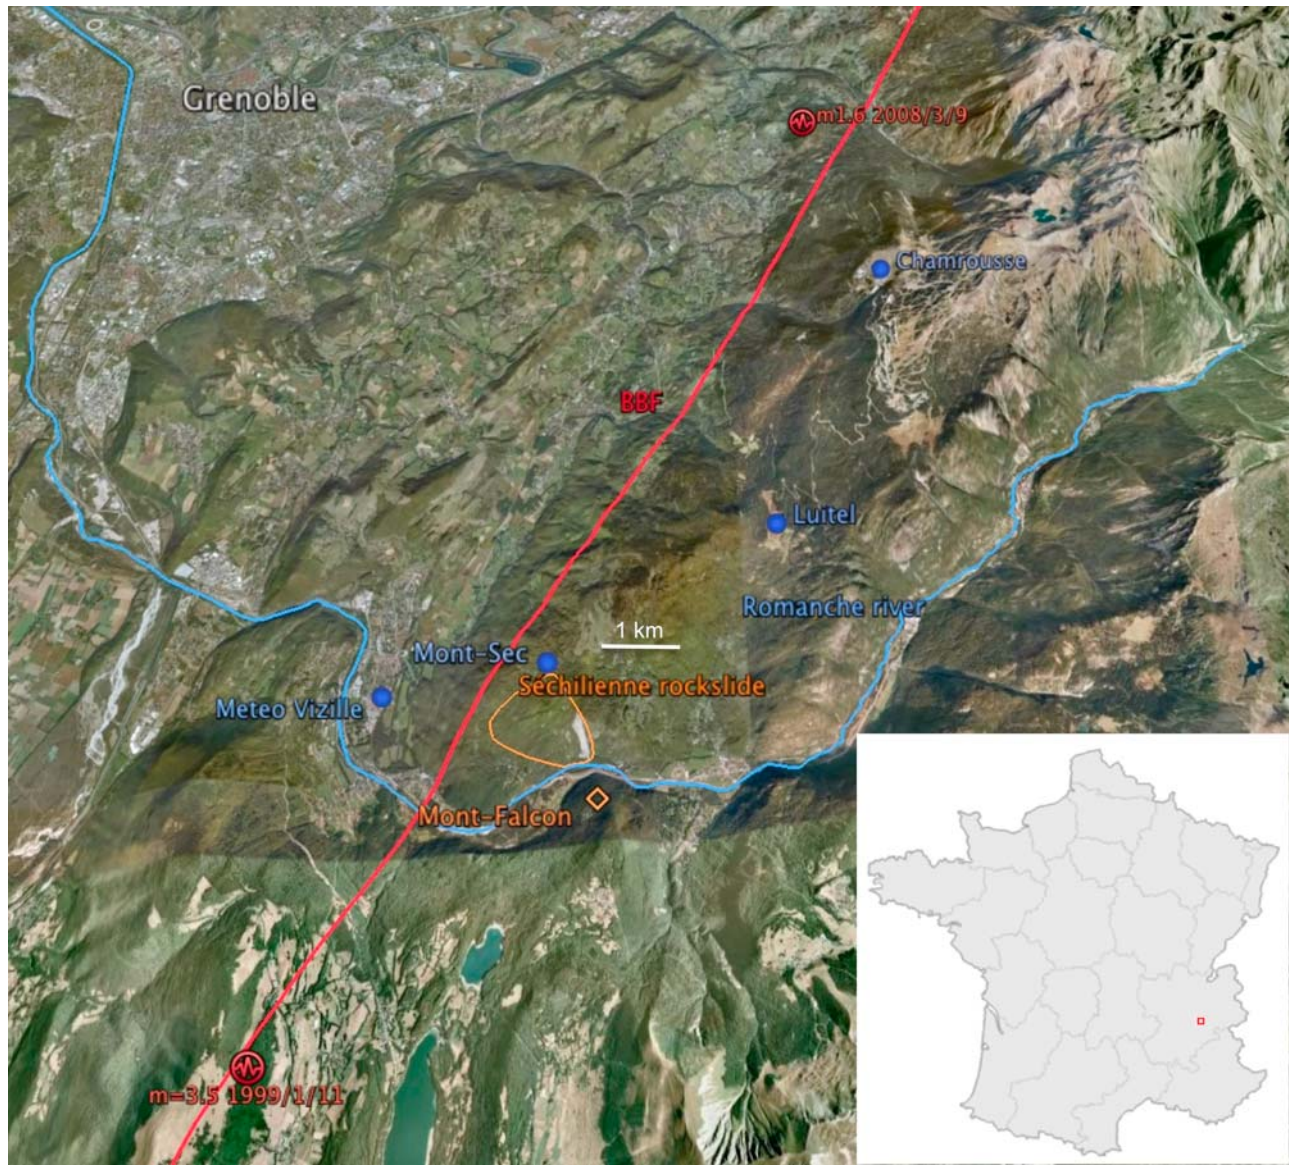 Grenoble
m1.6 2008/3/9
Chamrousse
BBF
Luitel
Romanche river
1 km
Mont-Sec
Séchilienne rockslide
Meteo Vizille
Mont-Falcon
m=3.5 1999/1/11